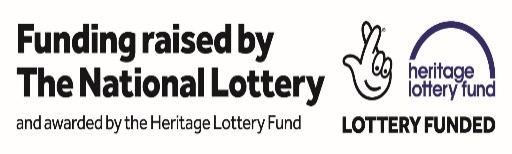 Funding raised by
The National Lottery
and awarded by the Heritage Lottery Fund
heritage
lottery fund
LOTTERY FUNDED